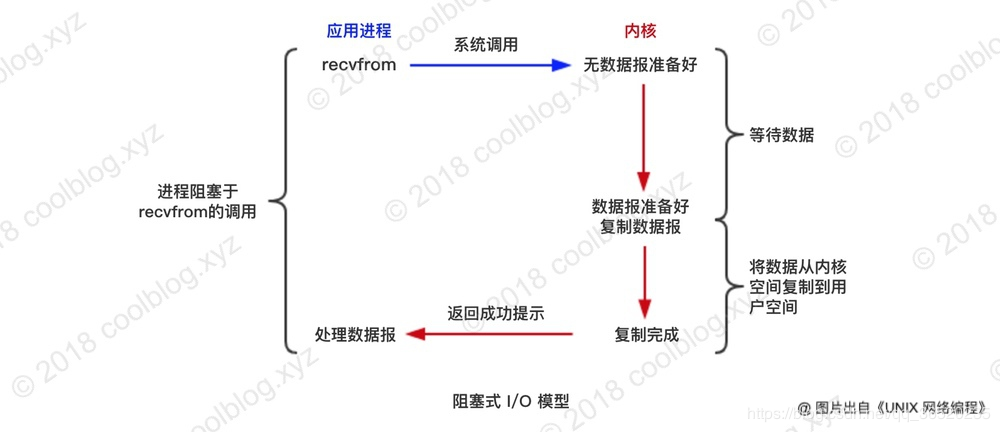 应用进程
内核
系统调用
recvfrom
无数据报准备好
等待数据
进程阻塞于
recvfrom的调用
数据报准备好
复制数据报
将数据从内核
空间复制到用
户空间
返回成功提示
处理数据报
复制完成
阻塞式 I/O 模型
@ 图片出自《UNIX 网络编程》
© 2018 coolblog.xyz